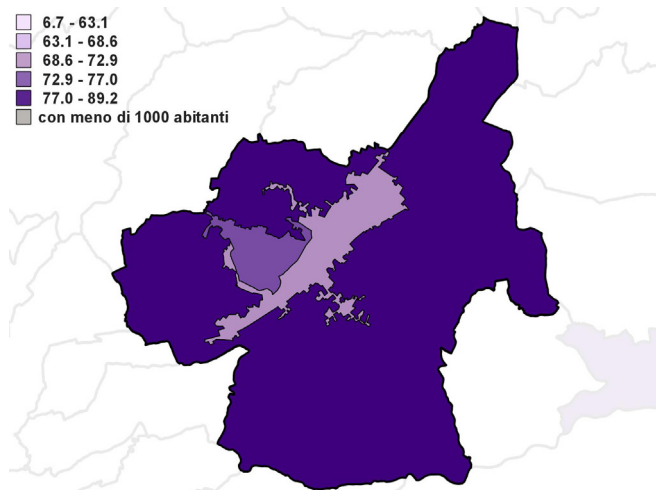 6.7 - 63.1
63.1 - 68.6
68.6 - 72.9
72.9 - 77.0
77.0 - 89.2
con meno di 1000 abitanti